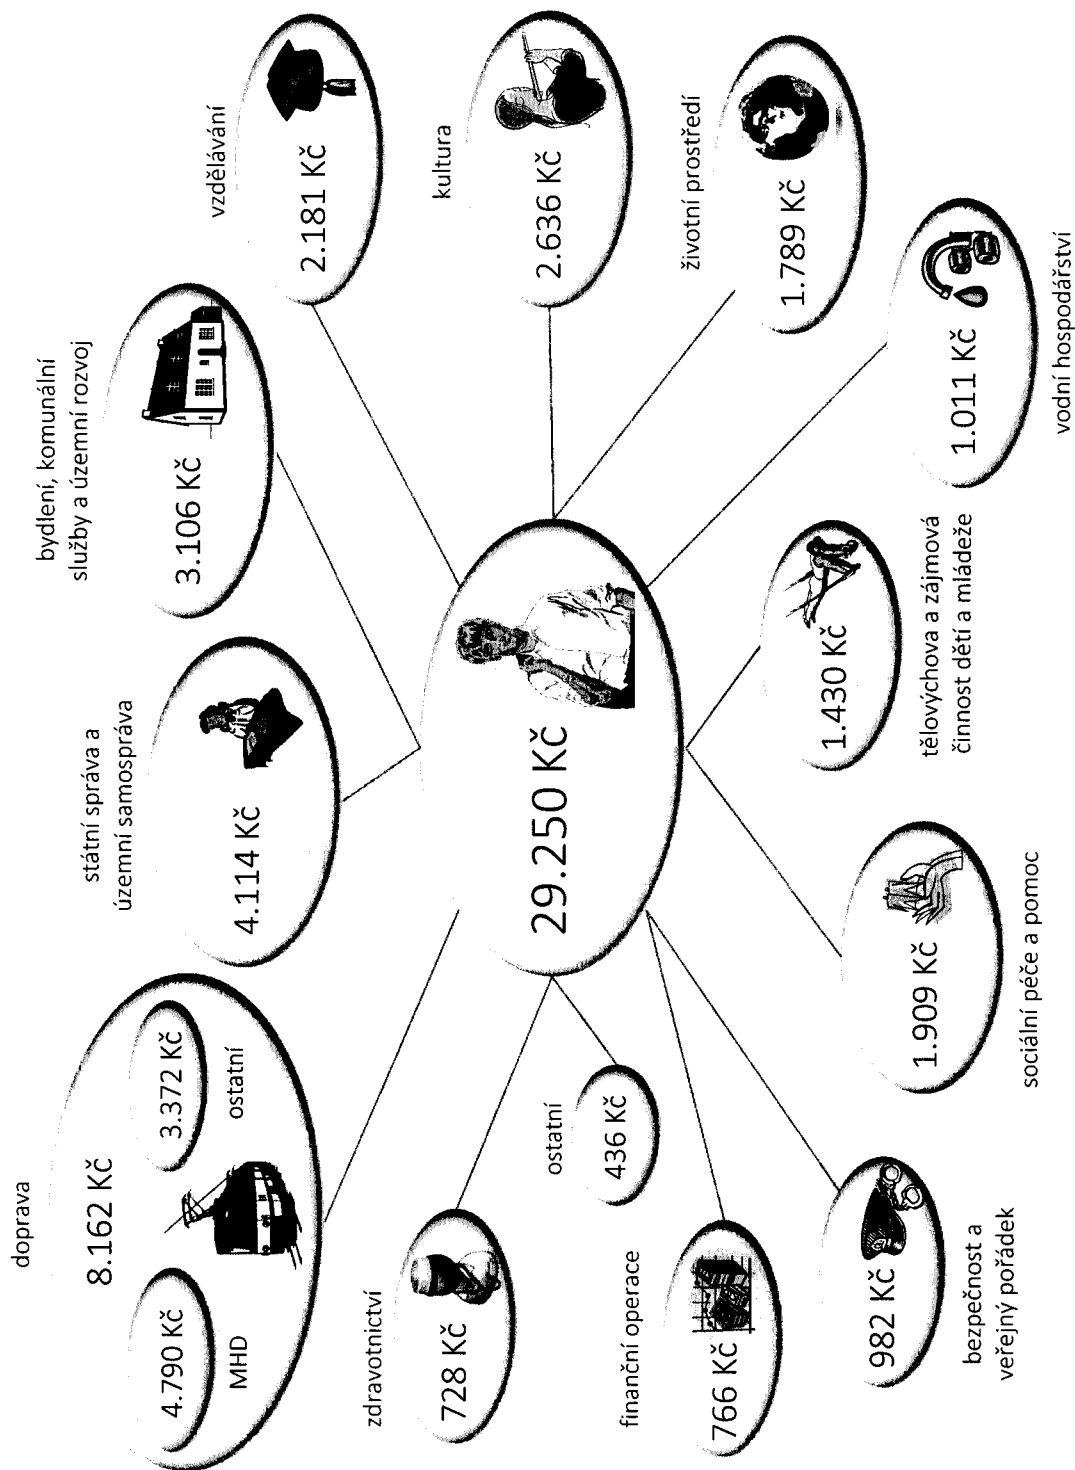 doprava
8.162 Kč
4.790 Kč
MHD
3.372 Kč
ostatní
státní správa a
územní samospráva
4.114 Kč
bydlení, komunální
služby a územní rozvoj
3.106 Kč
vzdělávání
2.181 Kč
kultura
2.636 Kč
životní prostředí
1.789 Kč
vodní hospodářství
1.011 Kč
tělovýchova a zájmová
činnost dětí a mládeže
1.430 Kč
sociální péče a pomoc
1.909 Kč
bezpečnost a
veřejný pořádek
982 Kč
finanční operace
766 Kč
ostatní
436 Kč
zdravotnictví
728 Kč
29.250 Kč